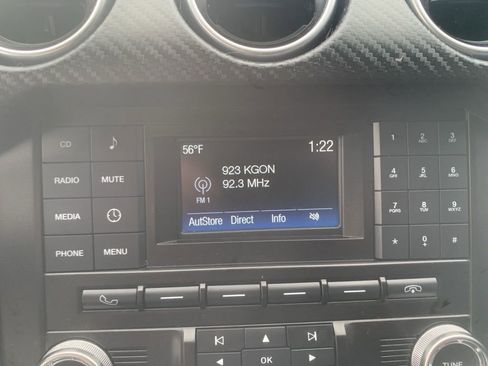 CD
RADIO MUTE
MEDIA
PHONE MENU
56°F 1:22
923 KGON
92.3 MHz
FM 1
AutStore Direct Info
1 2 ABC 3 DEF
4 GHI 5 JKL 6 MNO
7 PQRS 8 TUV 9 WXYZ
* 0 + #
OK
TUNE